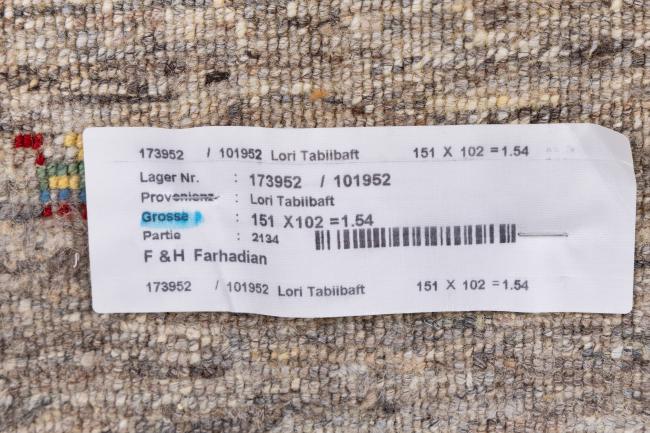 173952 / 101952 Lori Tabiibaft 151 X 102 =1.54
Lager Nr. : 173952 / 101952
Provenienz : Lori Tabiibaft
Grosse : 151 X102 =1.54
Partie : 2134
F & H Farhadian
173952 / 101952 Lori Tabiibaft 151 X 102 =1.54